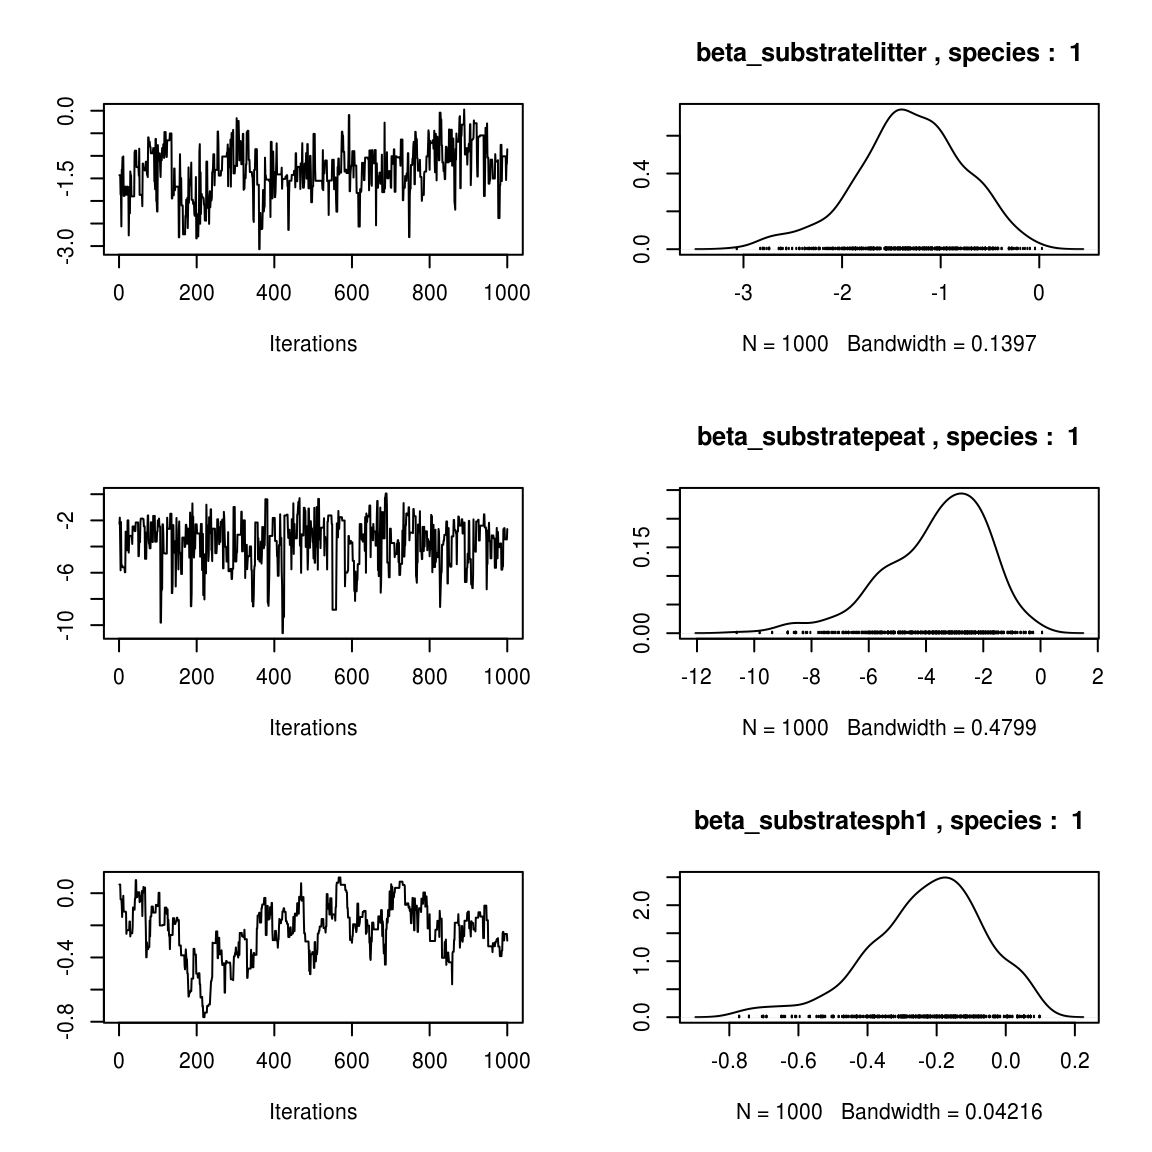 beta_substratelitter , species :  1
0.0
-1.5
-3.0
0 200 400 600 800 1000
Iterations
0.4
0.0
-3 -2 -1 0
N = 1000   Bandwidth = 0.1397
beta_substratepeat , species :  1
-2
-6
-10
0 200 400 600 800 1000
Iterations
0.15
0.00
-12 -10 -8 -6 -4 -2 0 2
N = 1000   Bandwidth = 0.4799
beta_substratesph1 , species :  1
0.0
-0.4
-0.8
0 200 400 600 800 1000
Iterations
2.0
1.0
0.0
-0.8 -0.6 -0.4 -0.2 0.0 0.2
N = 1000   Bandwidth = 0.04216